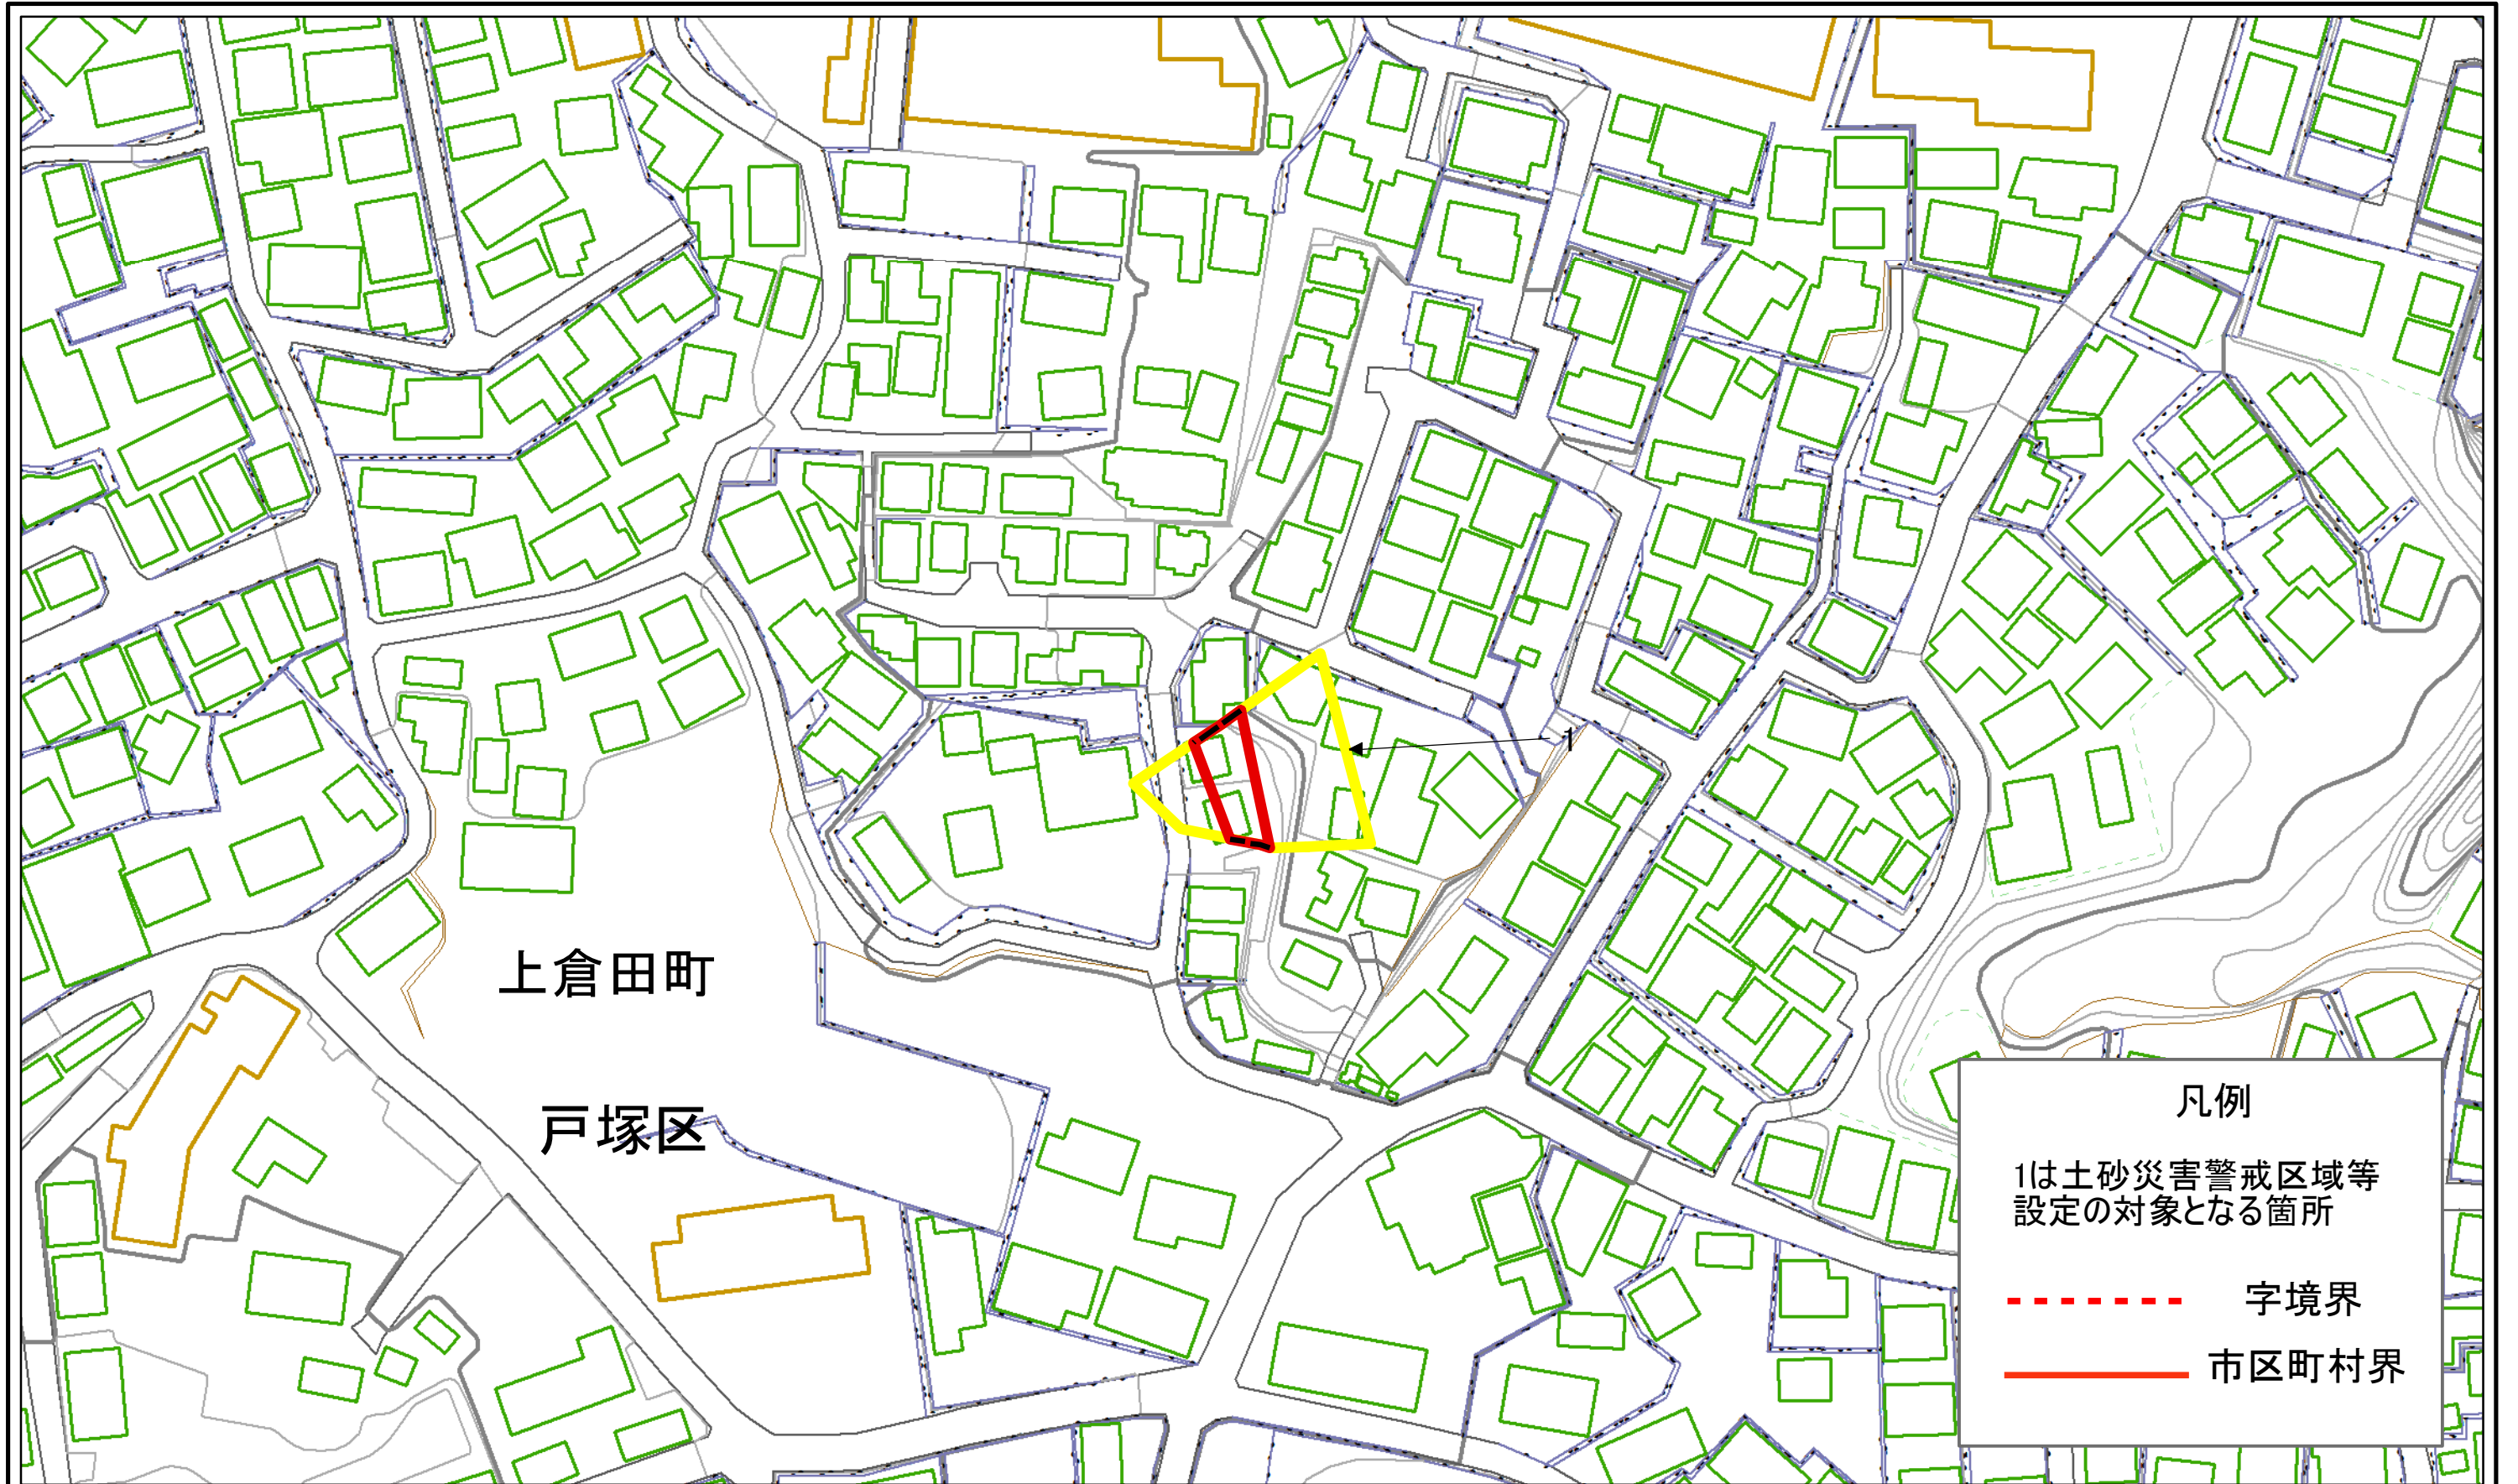 1
上倉田町
戸塚区
凡例
1は土砂災害警戒区域等
設定の対象となる箇所
字境界
市区町村界